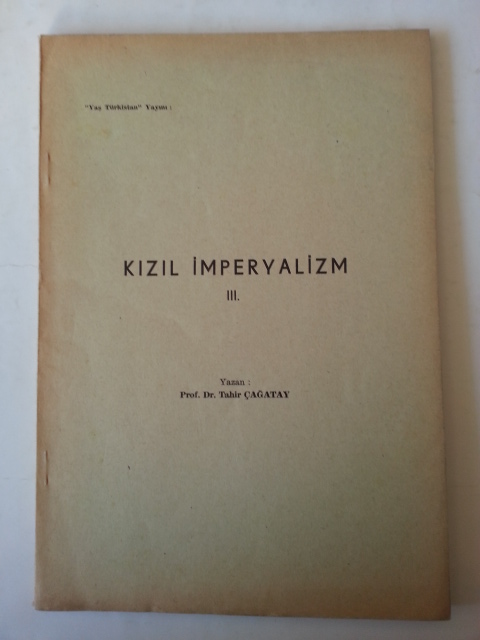 "Yaş Türkistan" Yayını :
KIZIL İMPERYALİZM
III.
Yazan :
Prof. Dr. Tahir ÇAĞATAY